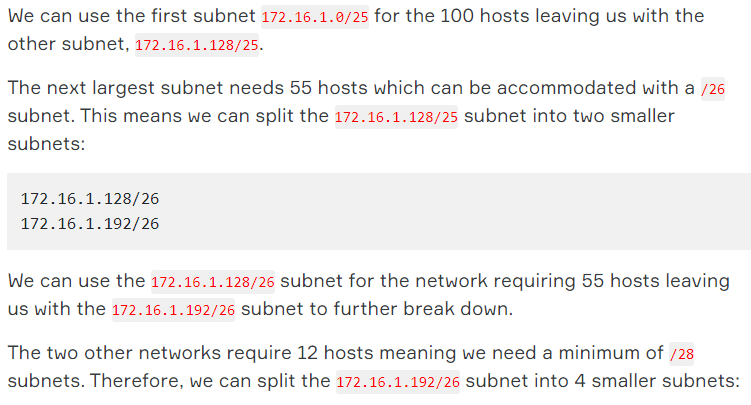 We can use the first subnet 172.16.1.0/25 for the 100 hosts leaving us with the
other subnet, 172.16.1.128/25.
The next largest subnet needs 55 hosts which can be accommodated with a /26
subnet. This means we can split the 172.16.1.128/25 subnet into two smaller
subnets:
172.16.1.128/26
172.16.1.192/26
We can use the 172.16.1.128/26 subnet for the network requiring 55 hosts leaving
us with the 172.16.1.192/26 subnet to further break down.
The two other networks require 12 hosts meaning we need a minimum of /28
subnets. Therefore, we can split the 172.16.1.192/26 subnet into 4 smaller subnets: